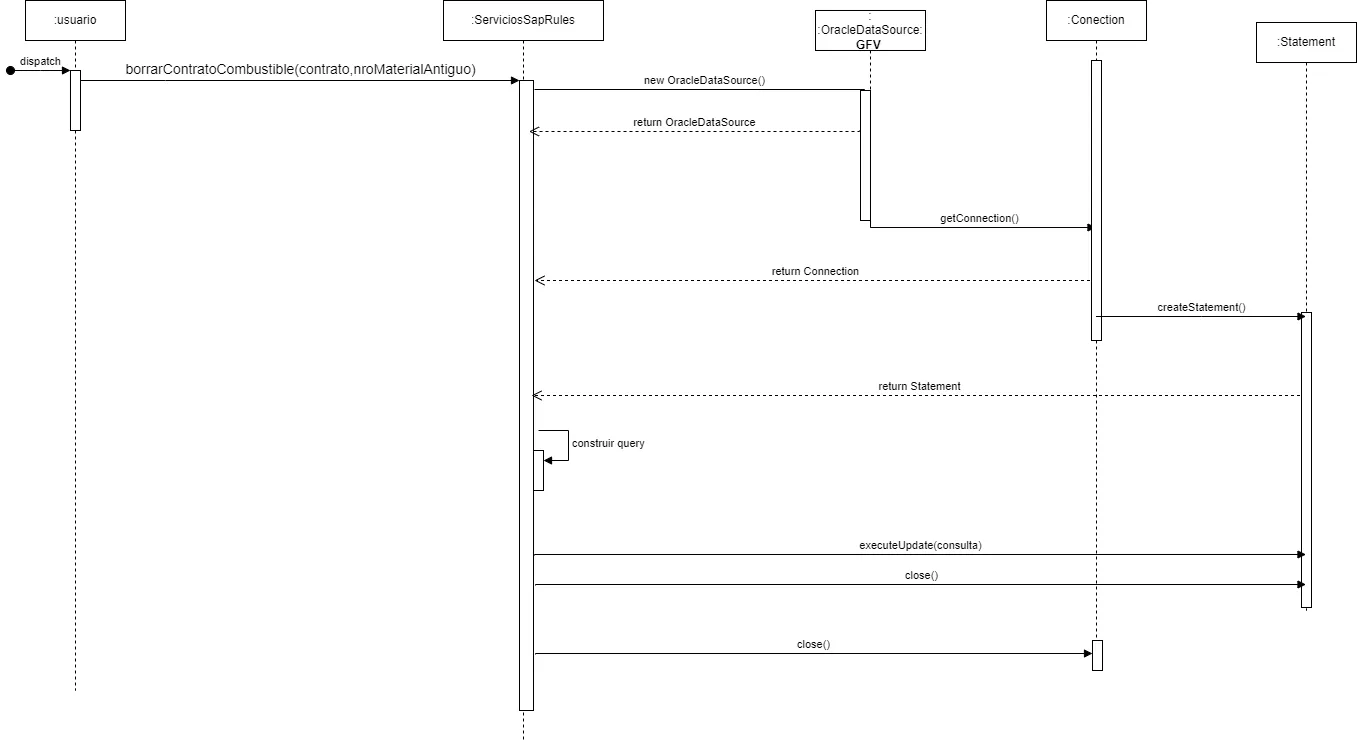 :usuario
:ServiciosSapRules
:
:OracleDataSource:
GFV
:Conection
:Statement
dispatch
borrarContratoCombustible(contrato,nroMaterialAntiguo)
new OracleDataSource()
return OracleDataSource
getConnection()
return Connection
createStatement()
return Statement
construir query
executeUpdate(consulta)
close()
close()